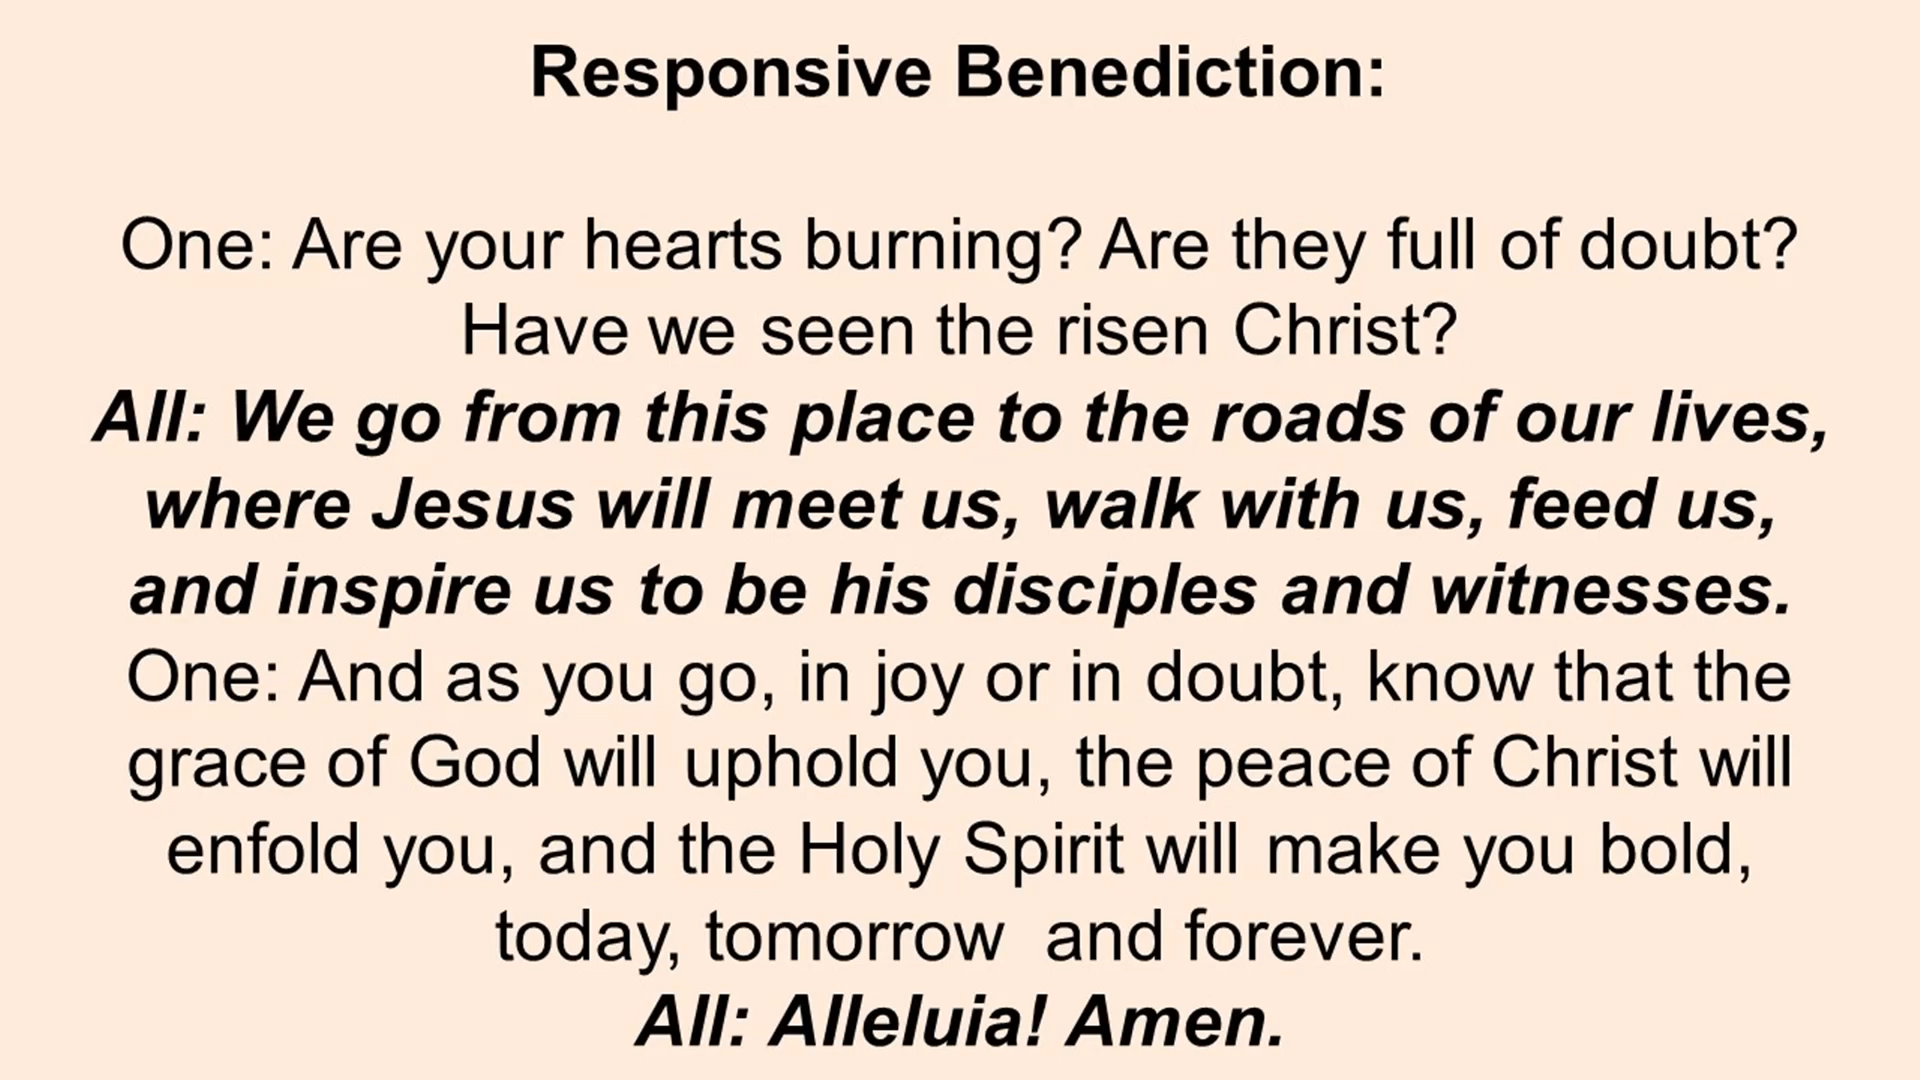 Responsive Benediction:
One: Are your hearts burning? Are they full of doubt?
Have we seen the risen Christ?
All: We go from this place to the roads of our lives,
where Jesus will meet us, walk with us, feed us,
and inspire us to be his disciples and witnesses.
One: And as you go, in joy or in doubt, know that the
grace of God will uphold you, the peace of Christ will
enfold you, and the Holy Spirit will make you bold,
today, tomorrow  and forever.
All: Alleluia! Amen.